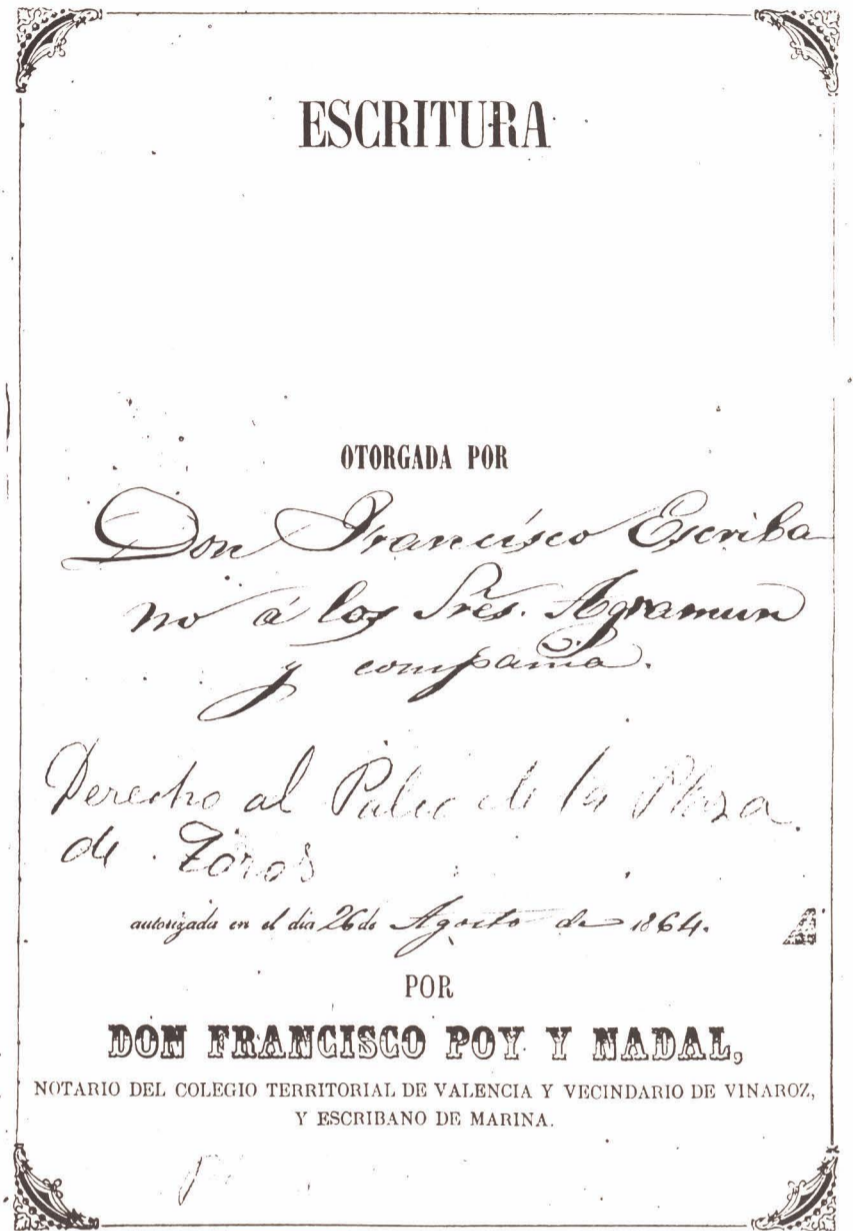 ESCRITURA
OTORGADA POR
Don Francisco Escriba
no á los Sres. Agramun
y compañia.
Derecho al Palco de la Plaza
de Toros
autorizada en el dia 26 de Agosto de 1864.
POR
DON FRANCISCO POY Y NADAL,
NOTARIO DEL COLEGIO TERRITORIAL DE VALENCIA Y VECINDARIO DE VINAROZ,
Y ESCRIBANO DE MARINA.